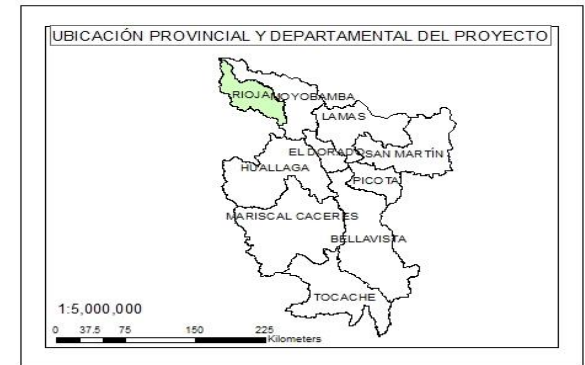 UBICACIÓN PROVINCIAL Y DEPARTAMENTAL DEL PROYECTO
RIOJA
MOYOBAMBA
LAMAS
EL DORADO
SAN MARTÍN
HUALLAGA
PICOTA
MARISCAL CACERES
BELLAVISTA
TOCACHE
1:5,000,000
0 37.5 75 150 225
Kilometers